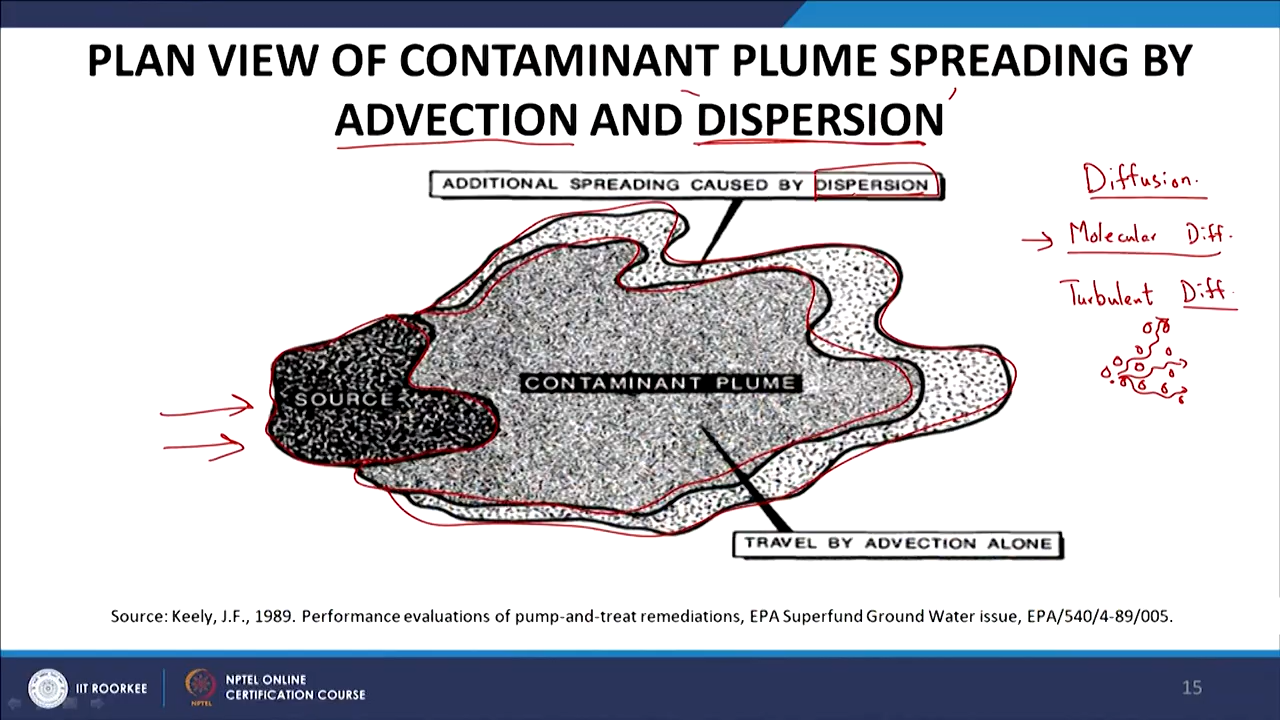 PLAN VIEW OF CONTAMINANT PLUME SPREADING BY
ADVECTION AND DISPERSION
ADDITIONAL SPREADING CAUSED BY DISPERSION
Diffusion.
Molecular Diff.
Turbulent Diff.
SOURCE
CONTAMINANT PLUME
TRAVEL BY ADVECTION ALONE
Source: Keely, J.F., 1989. Performance evaluations of pump-and-treat remediations, EPA Superfund Ground Water issue, EPA/540/4-89/005.
IIT ROORKEE
NPTEL
NPTEL ONLINE
CERTIFICATION COURSE
15